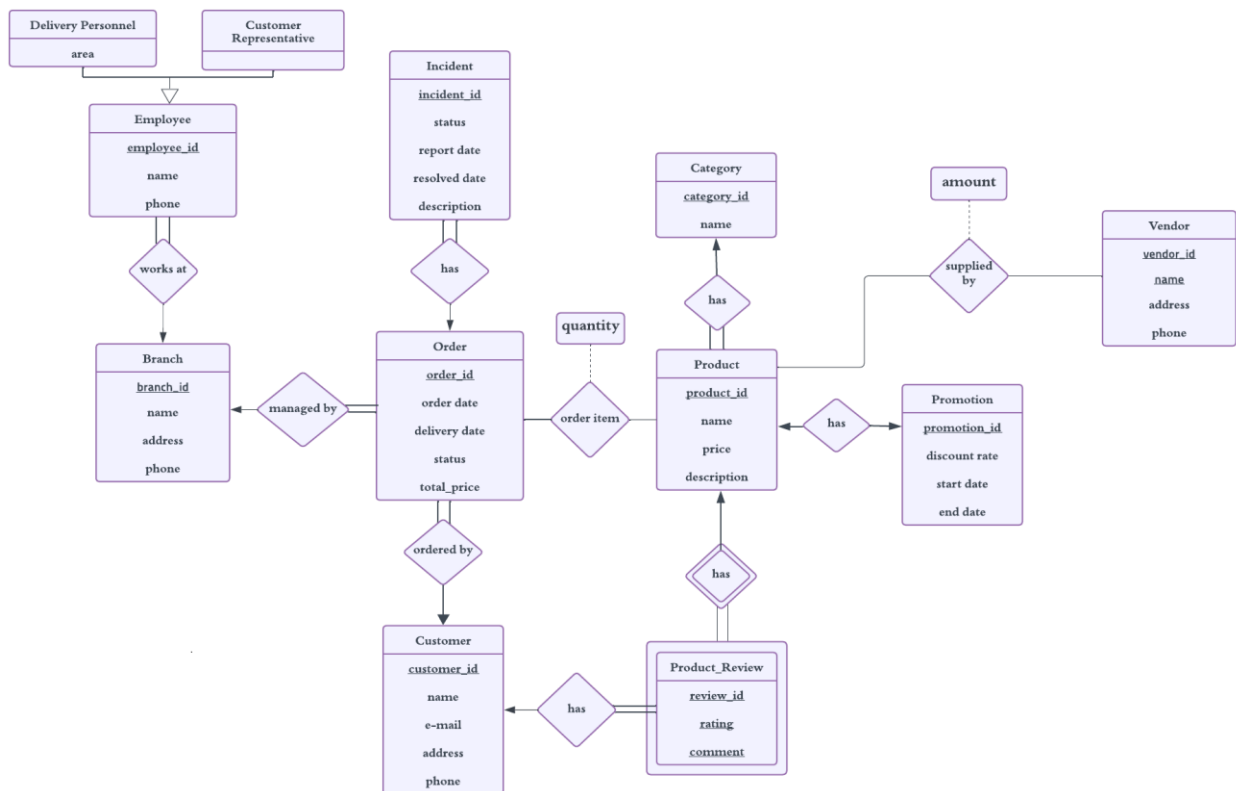 Delivery Personnel
area
Customer
Representative
Employee
employee_id
name
phone
works at
Branch
branch_id
name
address
phone
managed by
Incident
incident_id
status
report date
resolved date
description
has
Order
order_id
order date
delivery date
status
total_price
ordered by
Customer
customer_id
name
e-mail
address
phone
quantity
order item
Category
category_id
name
has
Product
product_id
name
price
description
amount
supplied
by
Vendor
vendor_id
name
address
phone
has
Promotion
promotion_id
discount rate
start date
end date
has
Product_Review
review_id
rating
comment
has